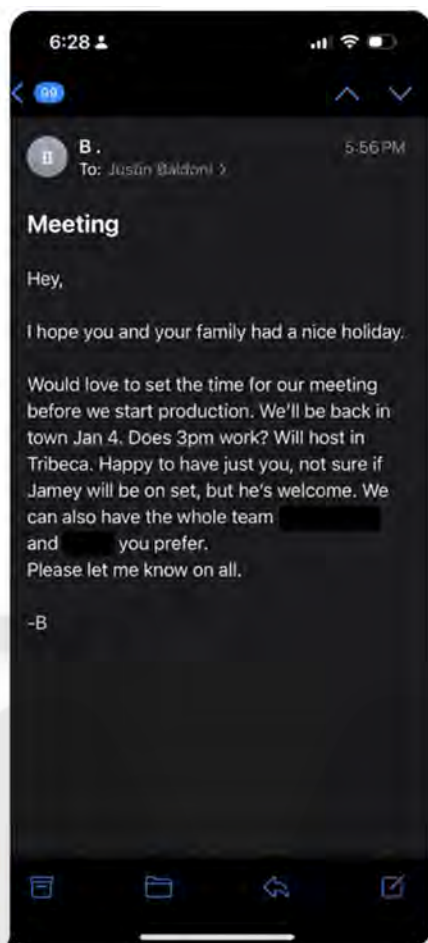 6:28
99
B
B .
5:56 PM
To: Justin Baldoni >
Meeting
Hey,
I hope you and your family had a nice holiday.
Would love to set the time for our meeting
before we start production. We'll be back in
town Jan 4. Does 3pm work? Will host in
Tribeca. Happy to have just you, not sure if
Jamey will be on set, but he's welcome. We
can also have the whole team
and you prefer.
Please let me know on all.
-B